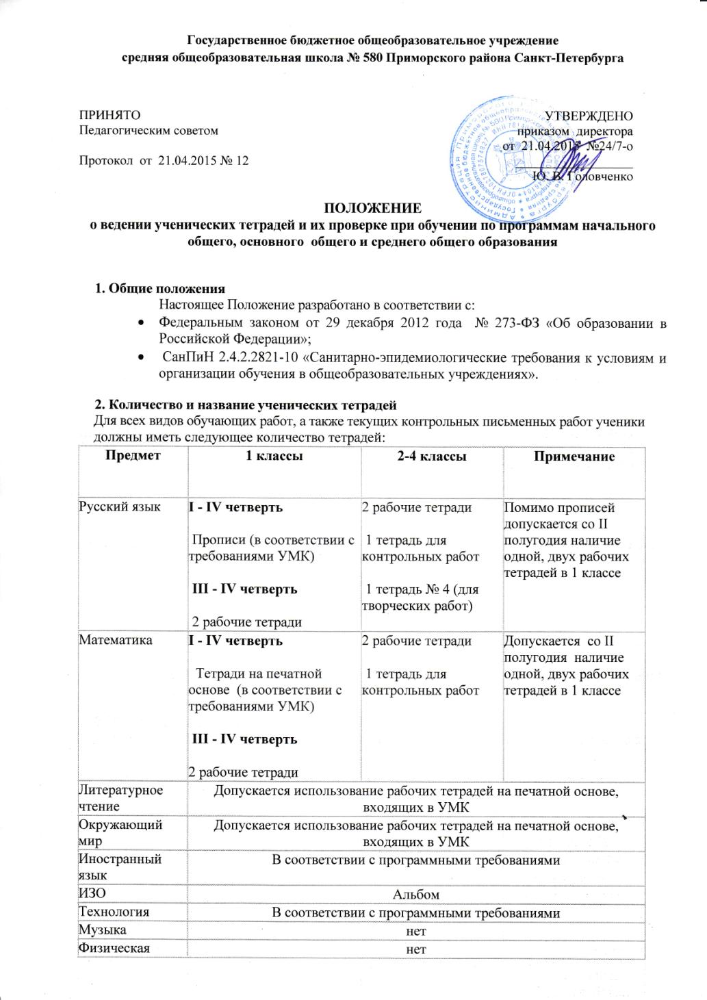 Государственное бюджетное общеобразовательное учреждение
средняя общеобразовательная школа № 580 Приморского района Санкт-Петербурга
ПРИНЯТО
Педагогическим советом
Протокол от 21.04.2015 № 12
УТВЕРЖДЕНО
приказом директора
от 21.04.2015 №24/7-о
Ю. В. Головченко
ПОЛОЖЕНИЕ
о ведении ученических тетрадей и их проверке при обучении по программам начального
общего, основного общего и среднего общего образования
1. Общие положения
Настоящее Положение разработано в соответствии с:
• Федеральным законом от 29 декабря 2012 года № 273-ФЗ «Об образовании в
Российской Федерации»;
• СанПиН 2.4.2.2821-10 «Санитарно-эпидемиологические требования к условиям и
организации обучения в общеобразовательных учреждениях».
2. Количество и название ученических тетрадей
Для всех видов обучающих работ, а также текущих контрольных письменных работ ученики
должны иметь следующее количество тетрадей:
Предмет 1 классы 2-4 классы Примечание
Русский язык
I - IV четверть
Прописи (в соответствии с
требованиями УМК)
III - IV четверть
2 рабочие тетради
2 рабочие тетради
1 тетрадь для
контрольных работ
1 тетрадь № 4 (для
творческих работ)
Помимо прописей
допускается со II
полугодия наличие
одной, двух рабочих
тетрадей в 1 классе
Математика
I - IV четверть
Тетради на печатной
основе (в соответствии с
требованиями УМК)
III - IV четверть
2 рабочие тетради
2 рабочие тетради
1 тетрадь для
контрольных работ
Допускается со II
полугодия наличие
одной, двух рабочих
тетрадей в 1 классе
Литературное
чтение
Допускается использование рабочих тетрадей на печатной основе,
входящих в УМК
Окружающий
мир
Допускается использование рабочих тетрадей на печатной основе,
входящих в УМК
Иностранный
язык
В соответствии с программными требованиями
ИЗО Альбом
Технология В соответствии с программными требованиями
Музыка нет
Физическая нет